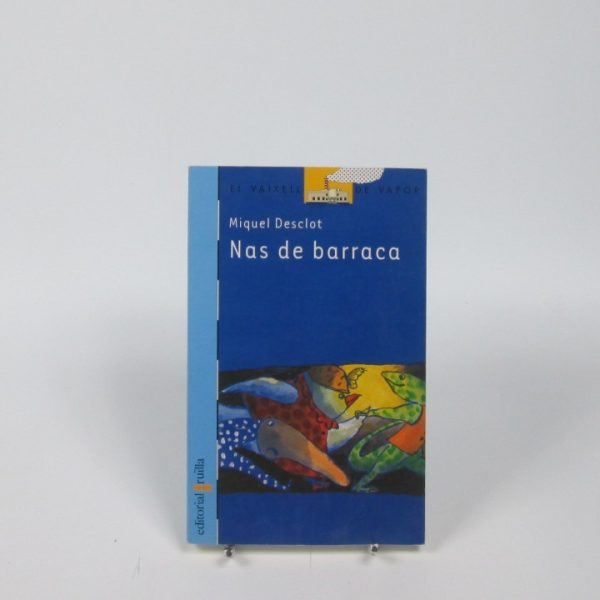 EL VAIXELL DE VAPOR
Miquel Desclot
Nas de barraca
editorial cruïlla